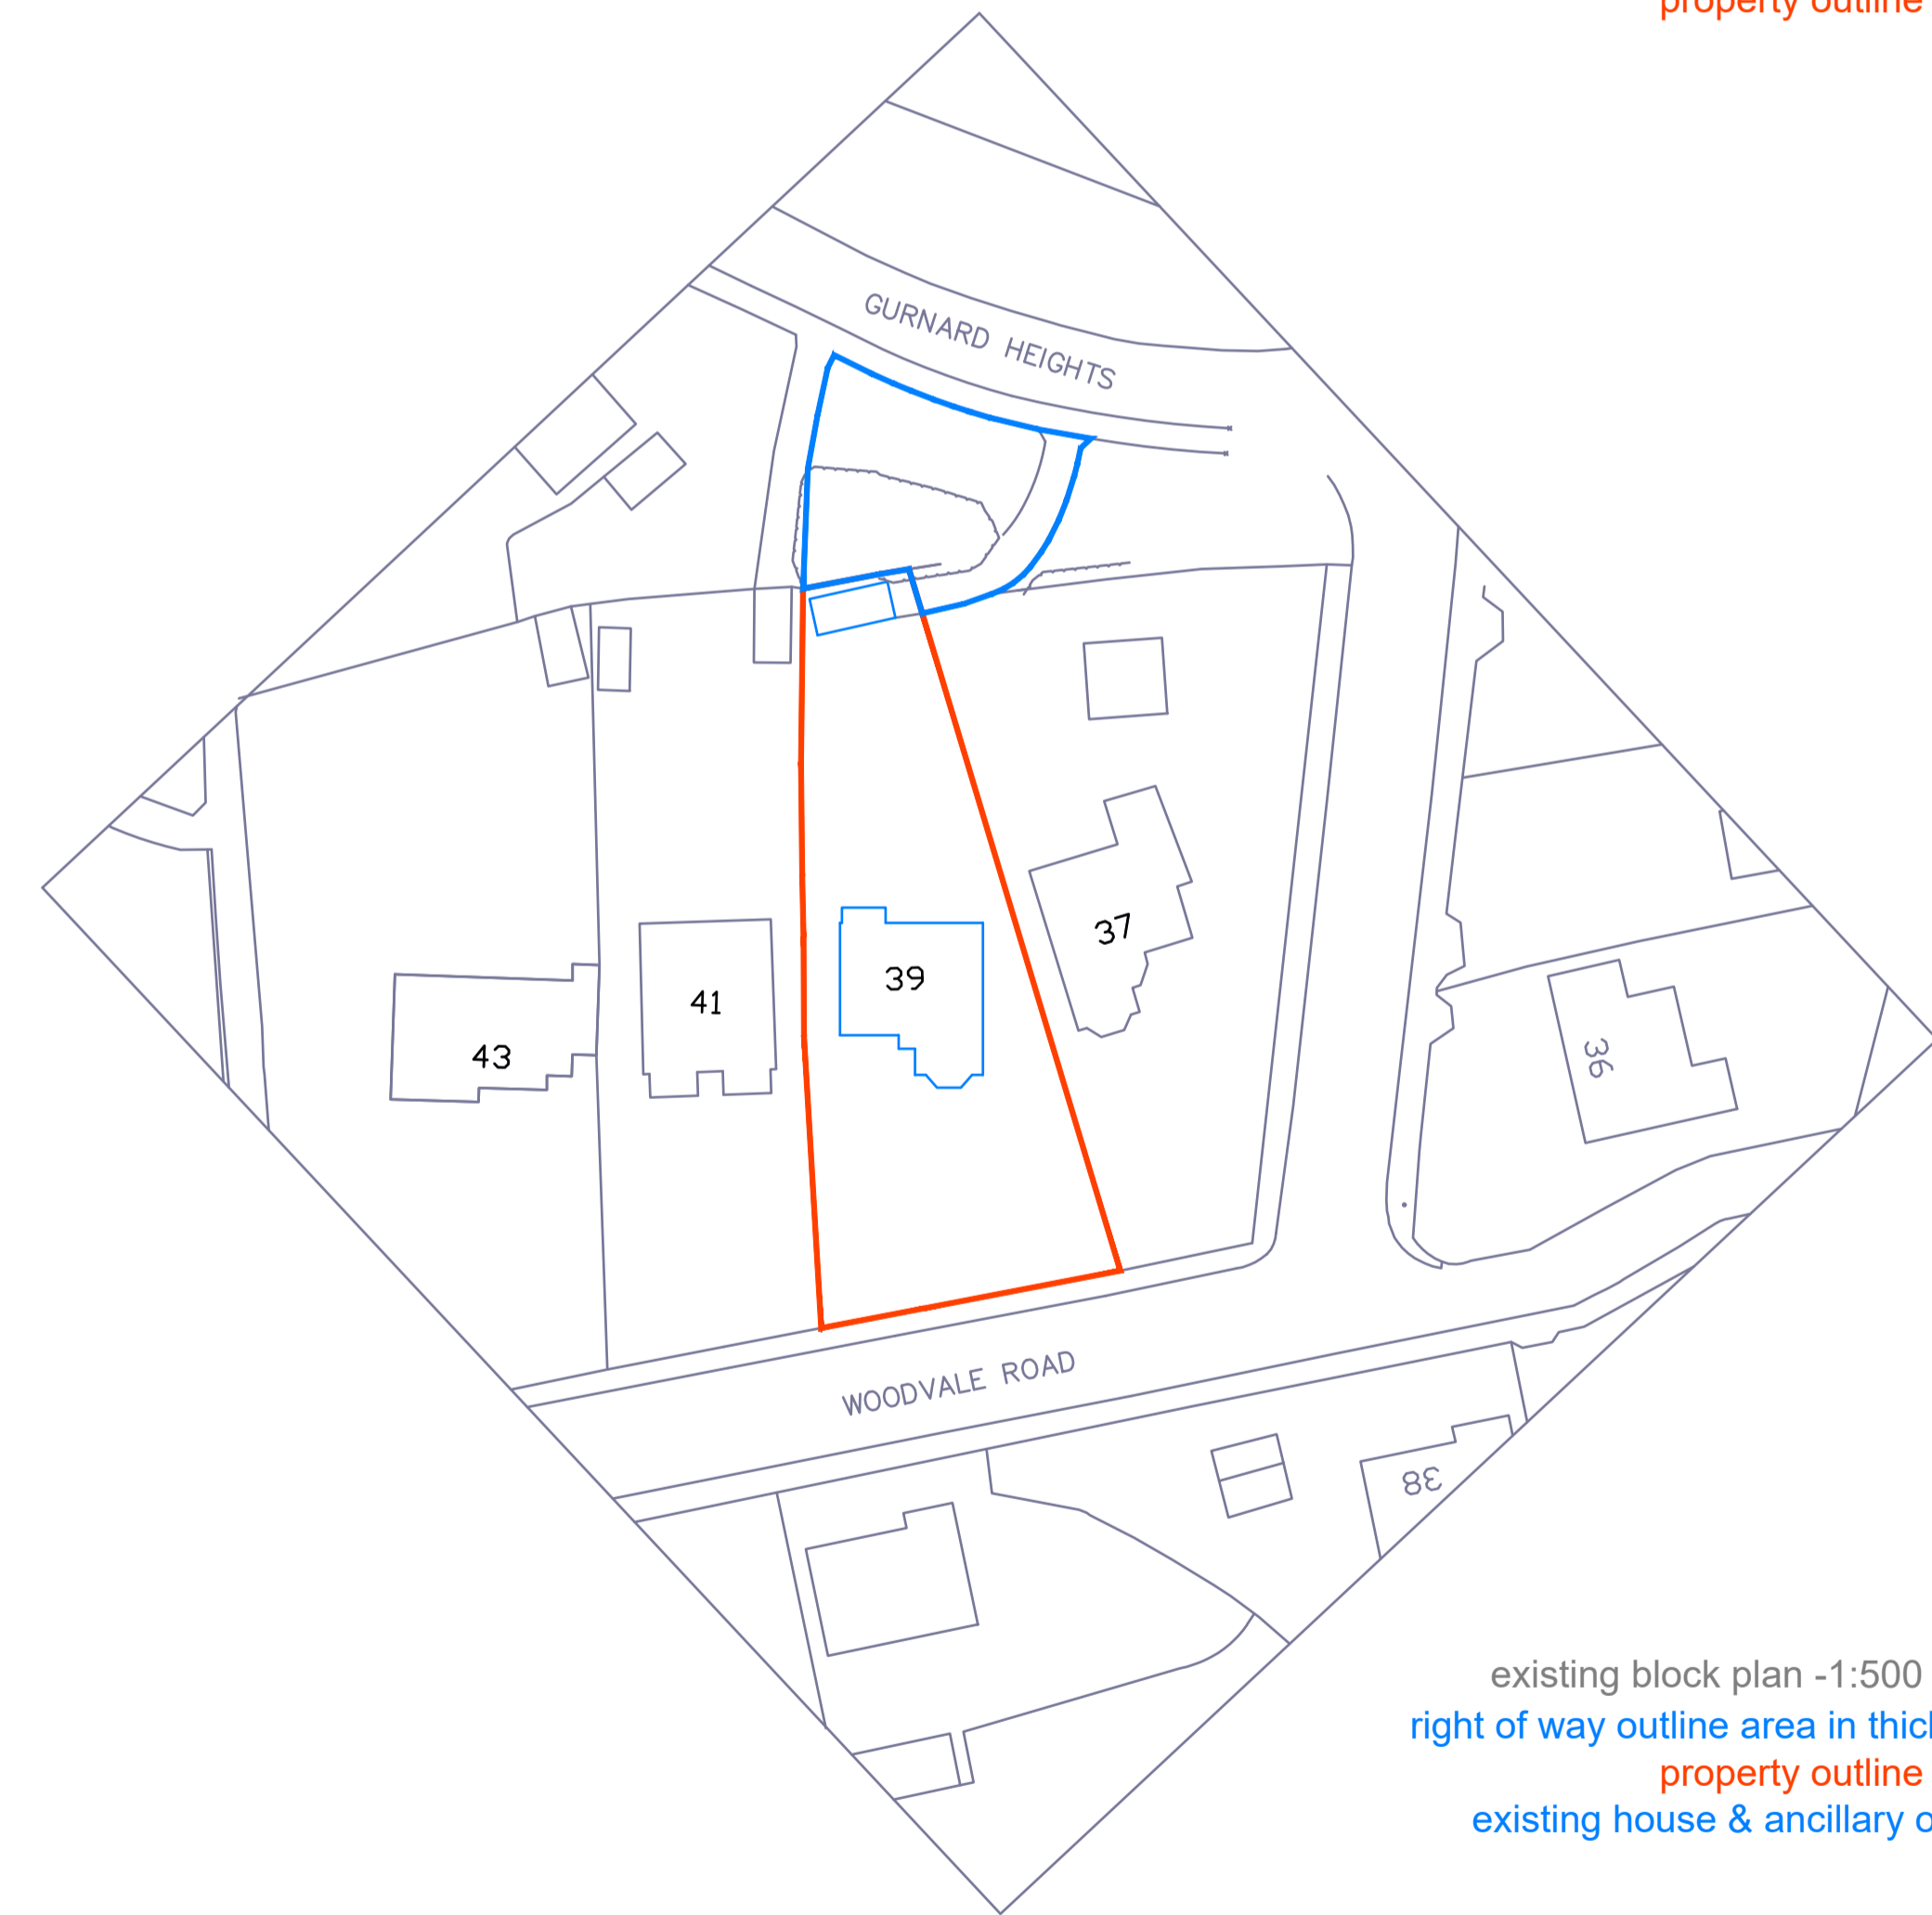 property outline
GURNARD HEIGHTS
37
39
41
43
36
WOODVALE ROAD
38
existing block plan -1:500
right of way outline area in
property outline
existing house & ancillary